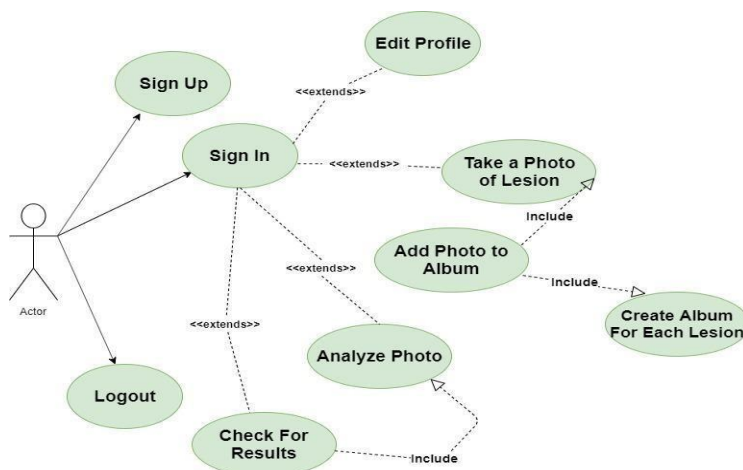 Edit Profile
Sign Up
<<extends>>
Sign In
<<extends>>
Take a Photo
of Lesion
Include
Add Photo to
Album
Actor
<<extends>>
Include
<<extends>>
Create Album
For Each Lesion
Analyze Photo
Logout
Check For
Results
Include